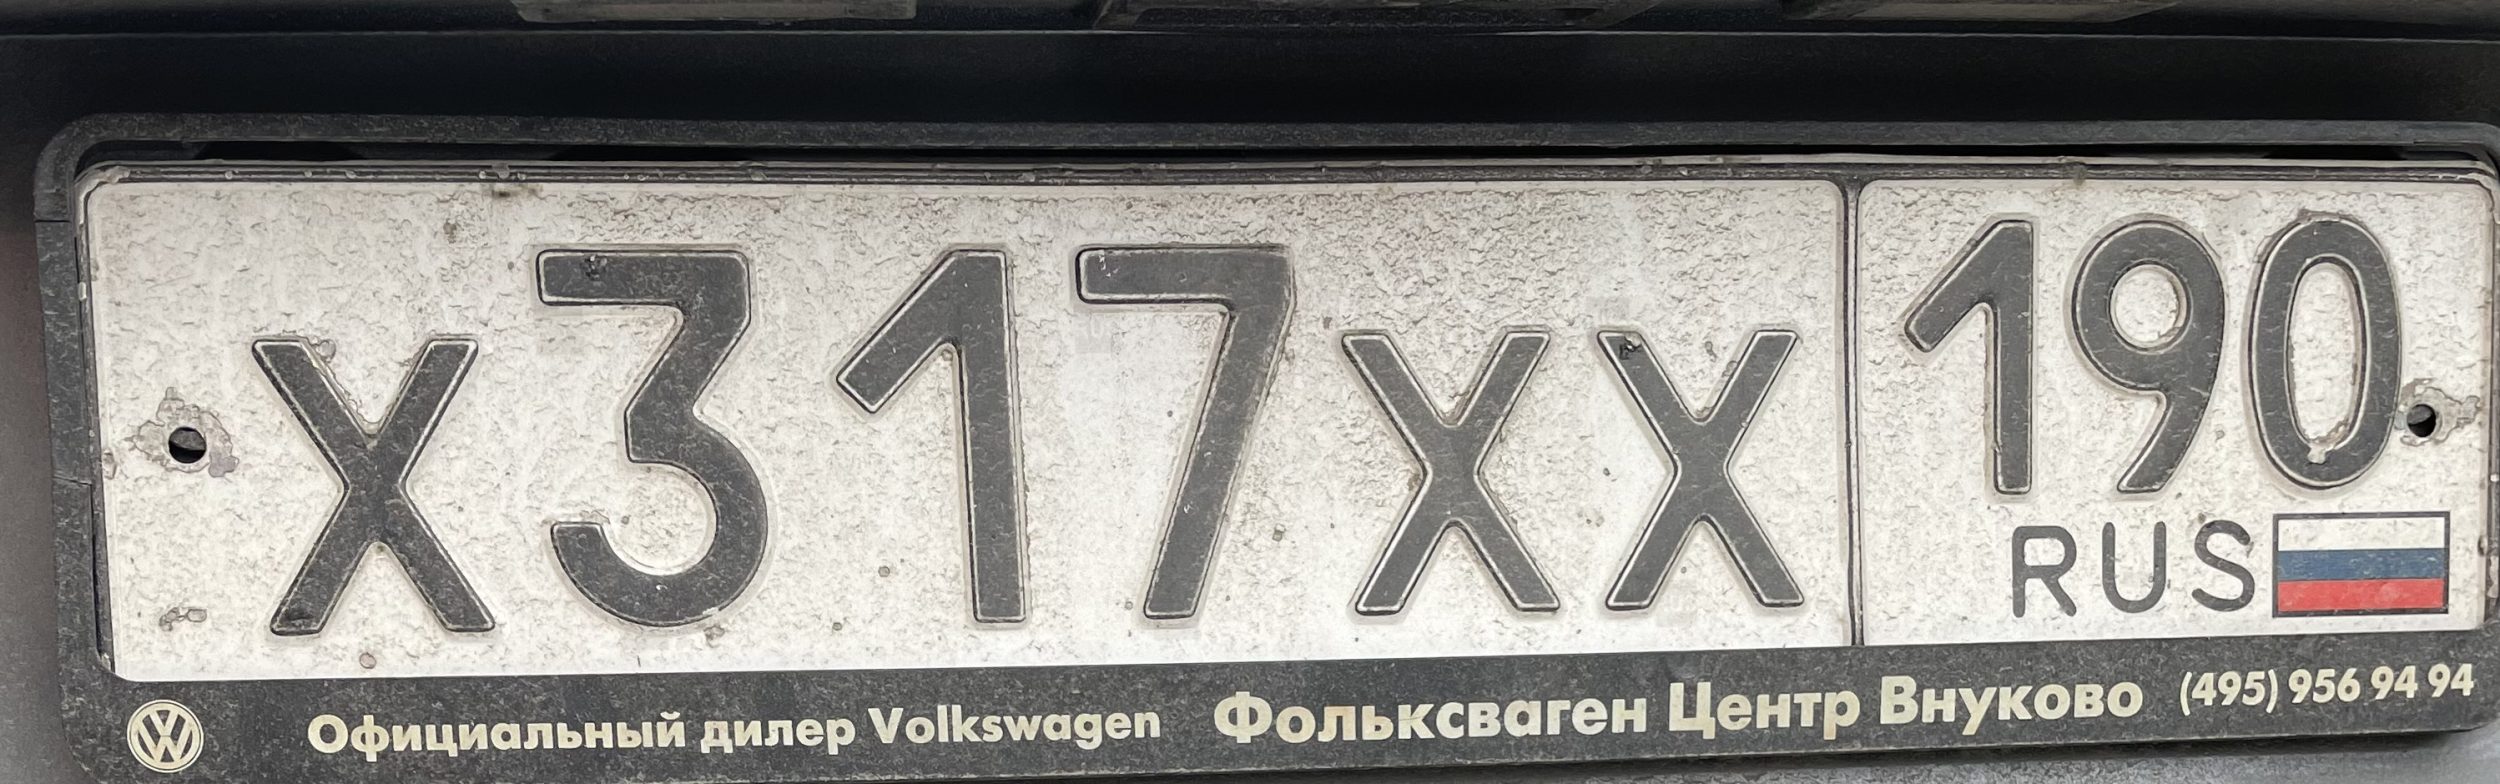 Х317ХХ 190
RUS
Официальный дилер Volkswagen Фольксваген Центр Внуково (495) 956 94 94